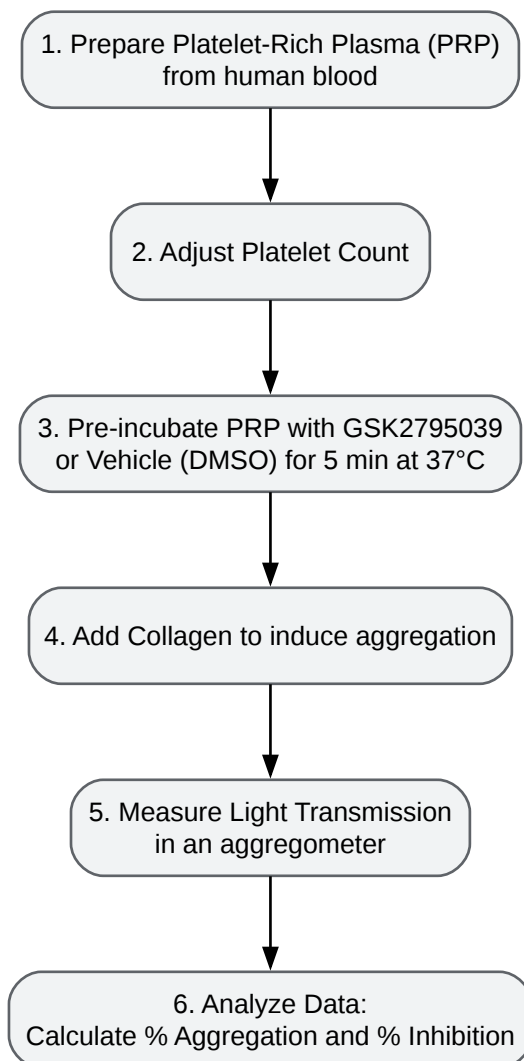 1. Prepare Platelet-Rich Plasma (PRP)
from human blood
2. Adjust Platelet Count
3. Pre-incubate PRP with GSK2795039
or Vehicle (DMSO) for 5 min at 37°C
4. Add Collagen to induce aggregation
5. Measure Light Transmission
in an aggregometer
6. Analyze Data:
Calculate % Aggregation and % Inhibition